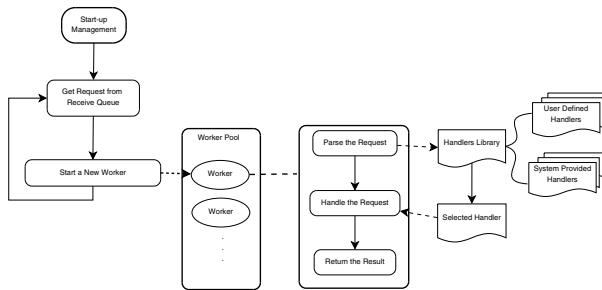 Start-up
Management
Get Request from
Receive Queue
Start a New Worker
Worker Pool
Worker
Worker
.
.
.
Parse the Request
Handle the Request
Return the Result
Handlers Library
Selected Handler
User Defined
Handlers
System Provided
Handlers